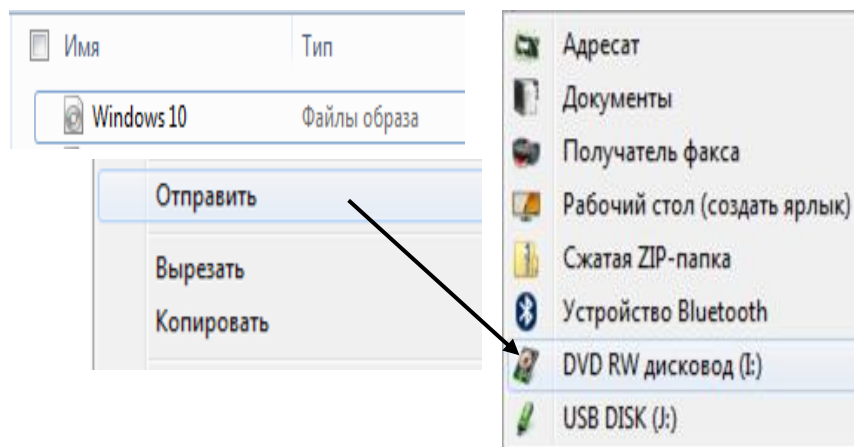 Имя Тип
Windows 10 Файлы образа
Отправить
Вырезать
Копировать
Адресат
Документы
Получатель факса
Рабочий стол (создать ярлык)
Сжатая ZIP-папка
Устройство Bluetooth
DVD RW дисковод (I:)
USB DISK (J:)